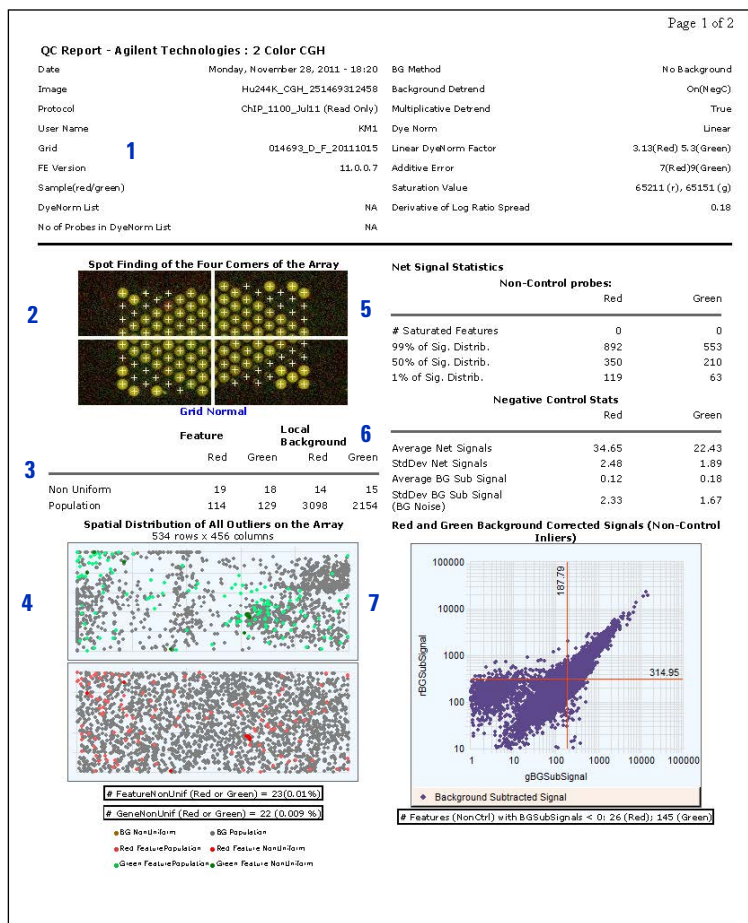 Page 1 of 2
QC Report - Agilent Technologies : 2 Color CGH
Date Monday, November 28, 2011 - 18:20
Image Hu244K_CGH_251469312458
Protocol ChIP_1100_Jul11 (Read Only)
User Name KM1
Grid 014693_D_F_20111015
FE Version 11.0.0.7
Sample(red/green)
DyeNorm List NA
No of Probes in DyeNorm List NA
BG Method No Background
Background Detrend On(NegC)
Multiplicative Detrend True
Dye Norm Linear
Linear DyeNorm Factor 3.13(Red) 5.3(Green)
Additive Error 7(Red)9(Green)
Saturation Value 65211 (r), 65151 (g)
Derivative of Log Ratio Spread 0.18
1
Spot Finding of the Four Corners of the Array
2
Grid Normal
Feature Local Background
Red Green Red Green
3
Non Uniform 19 18 14 15
Population 114 129 3098 2154
Spatial Distribution of All Outliers on the Array
534 rows x 456 columns
4
# FeatureNonUnif (Red or Green) = 23(0.01%)
# GeneNonUnif (Red or Green) = 22 (0.009 %)
BG NonUniform BG Population
Red FeaturePopulation Red Feature NonUniform
Green FeaturePopulation Green Feature NonUniform
Net Signal Statistics
Non-Control probes:
Red Green
5
# Saturated Features 0 0
99% of Sig. Distrib. 892 553
50% of Sig. Distrib. 350 210
1% of Sig. Distrib. 119 63
Negative Control Stats
Red Green
6
Average Net Signals 34.65 22.43
StdDev Net Signals 2.48 1.89
Average BG Sub Signal 0.12 0.18
StdDev BG Sub Signal (BG Noise) 2.33 1.67
Red and Green Background Corrected Signals (Non-Control
Inliers)
7
100000
10000
1000
100
10
rBGSubSignal
187.79
314.95
1 10 100 1000 10000 100000
gBGSubSignal
Background Subtracted Signal
# Features (NonCtrl) with BGSubSignals < 0: 26 (Red); 145 (Green)